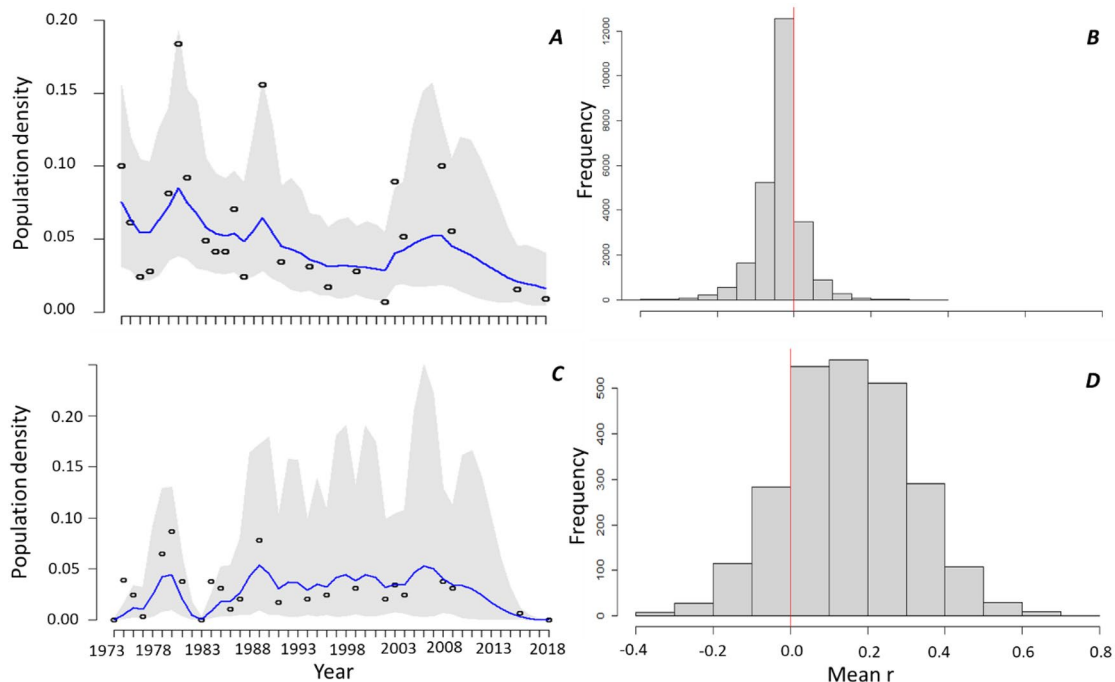 0.20
0.15
0.10
0.05
0.00
Population density
A
12000
10000
8000
6000
4000
2000
0
Frequency
B
0.20
0.15
0.10
0.05
0.00
Population density
C
1973 1978 1983 1988 1993 1998 2003 2008 2013 2018
Year
500
400
300
200
100
0
Frequency
D
-0.4 -0.2 0.0 0.2 0.4 0.6 0.8
Mean r